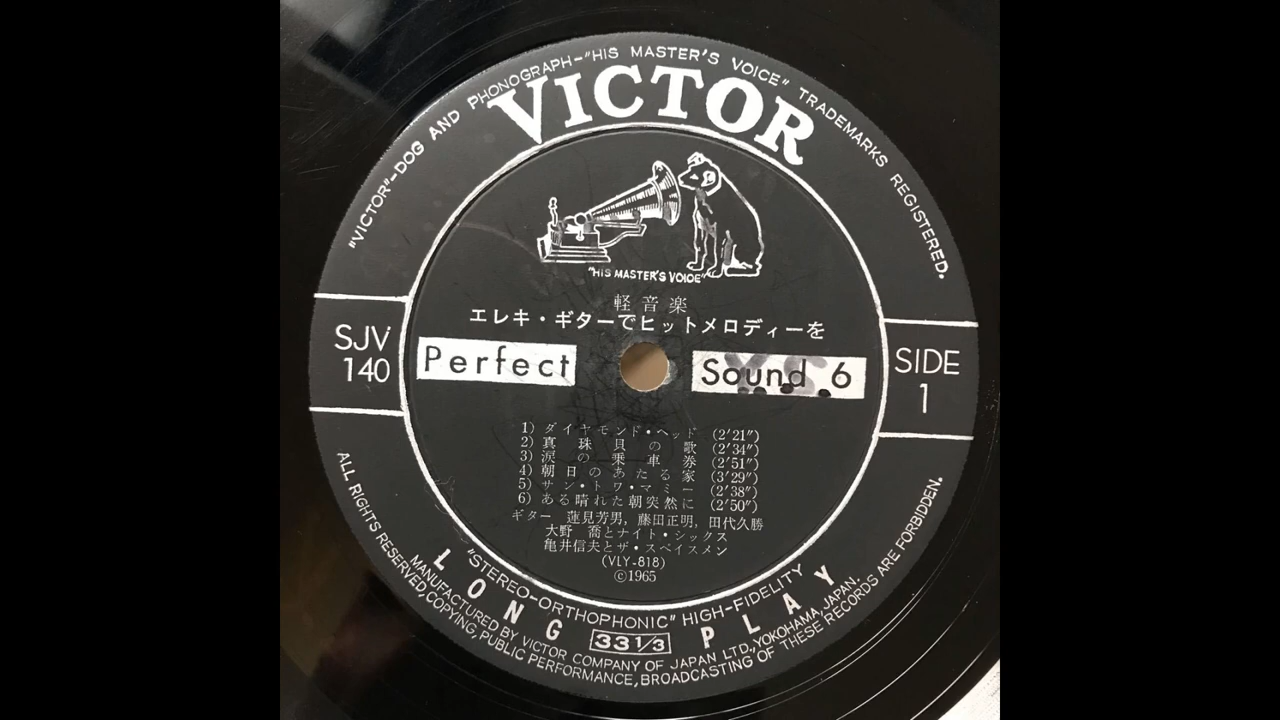 "VICTOR"-DOG AND PHONOGRAPH-"HIS MASTER'S VOICE" TRADEMARKS REGISTERED.
VICTOR
"HIS MASTER'S VOICE"
軽音楽
エレキ・ギターでヒットメロディーを
SJV
140
Perfect Sound 6
SIDE
1
1) ダイヤモンド・ヘッド (2′21″)
2) 真珠貝の歌 (2′34″)
3) 涙の乗車券 (2′51″)
4) 朝日のあたる家 (3′29″)
5) サン・トワ・マミー (2′38″)
6) ある晴れた朝突然に (2′50″)
ギター 蓮見芳男, 藤田正明, 田代久勝
大野 喬とナイト・シックス
亀井信夫とザ・スペイスメン
(VLY-818)
©1965
"STEREO-ORTHOPHONIC" HIGH-FIDELITY
LONG 33 1/3 PLAY
MANUFACTURED BY VICTOR COMPANY OF JAPAN LTD., YOKOHAMA, JAPAN.
ALL RIGHTS RESERVED, COPYING, PUBLIC PERFORMANCE, BROADCASTING OF THESE RECORDS ARE FORBIDDEN.